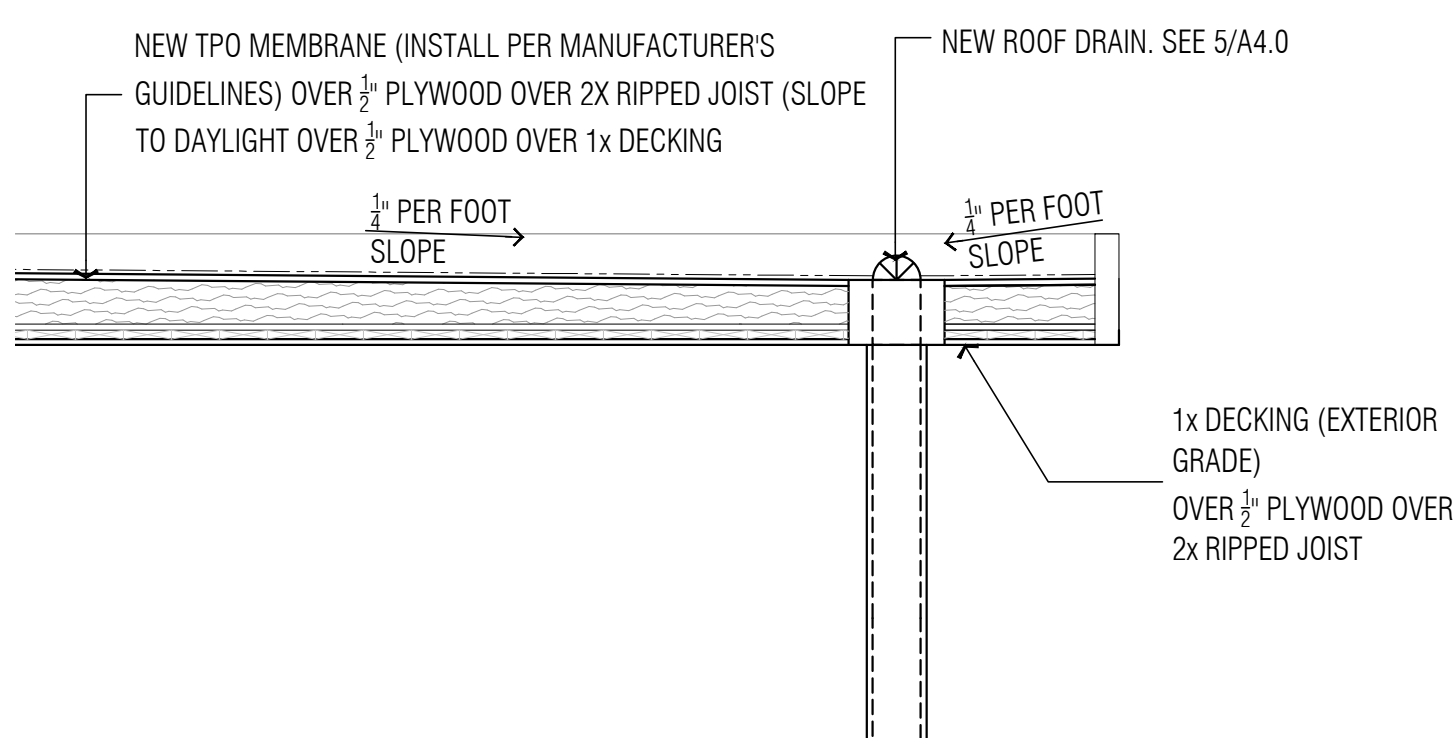 NEW TPO MEMBRANE (INSTALL PER MANUFACTURER'S
GUIDELINES) OVER 1/2" PLYWOOD OVER 2X RIPPED JOIST (SLOPE
TO DAYLIGHT OVER 1/2" PLYWOOD OVER 1x DECKING
NEW ROOF DRAIN. SEE 5/A4.0
1/4" PER FOOT
SLOPE
1/4" PER FOOT
SLOPE
1x DECKING (EXTERIOR
GRADE)
OVER 1/2" PLYWOOD OVER
2x RIPPED JOIST